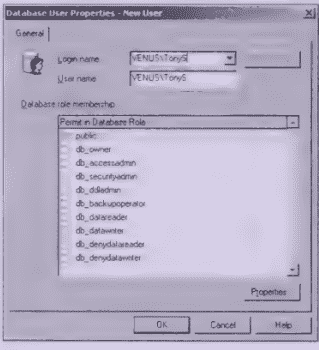 Database User Properties - New User
General
Login name
VENUS\TonyS
User name
VENUS\TonyS
Database role membership
Permit in Database Role
public
db_owner
db_accessadmin
db_securityadmin
db_ddladmin
db_backupoperator
db_datareader
db_datawriter
db_denydatareader
db_denydatawriter
Properties
OK
Cancel
Help